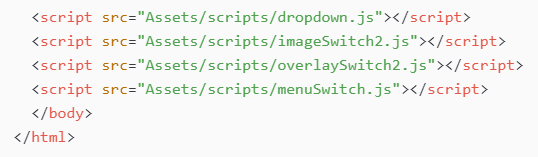 <script src="Assets/scripts/dropdown.js"></script>
<script src="Assets/scripts/imageSwitch2.js"></script>
<script src="Assets/scripts/overlaySwitch2.js"></script>
<script src="Assets/scripts/menuSwitch.js"></script>
</body>
</html>